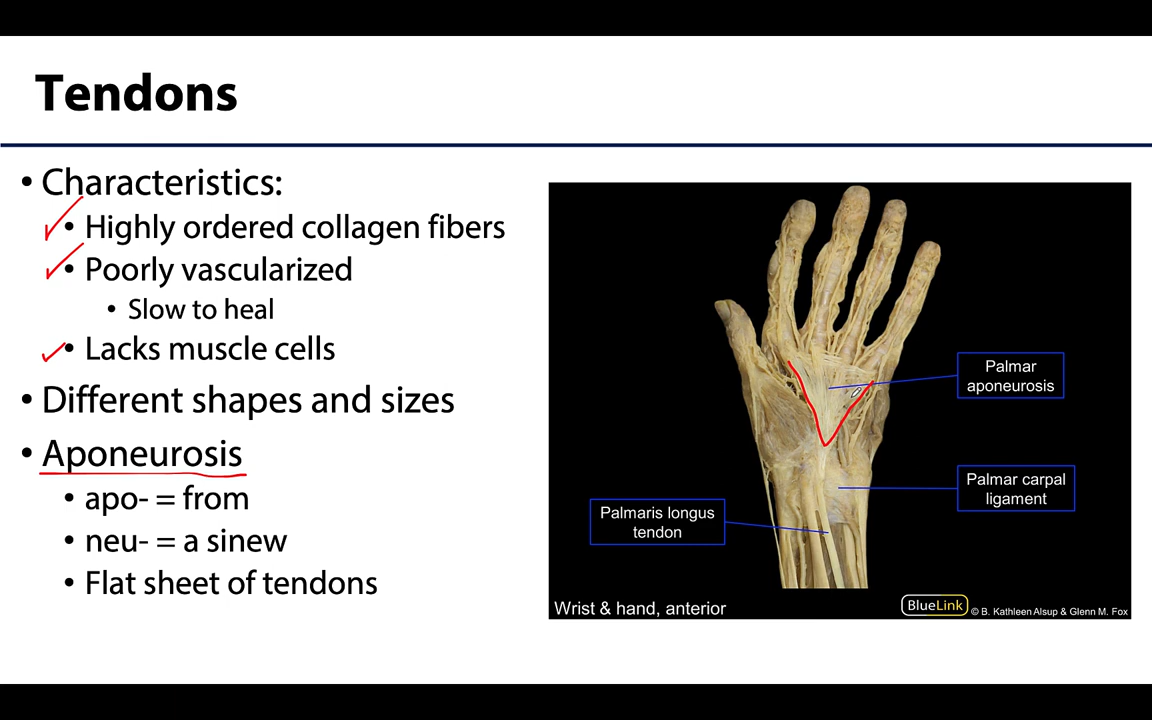 Tendons
• Characteristics:
• Highly ordered collagen fibers
• Poorly vascularized
• Slow to heal
• Lacks muscle cells
• Different shapes and sizes
• Aponeurosis
• apo- = from
• neu- = a sinew
• Flat sheet of tendons
Palmar
aponeurosis
Palmar carpal
ligament
Palmaris longus
tendon
Wrist & hand, anterior
BlueLink © B. Kathleen Alsup & Glenn M. Fox